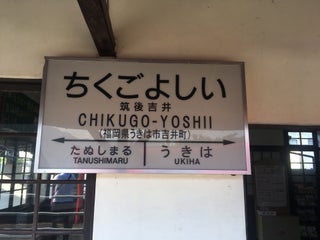 ちくごよしい
筑後吉井
CHIKUGO-YOSHII
(福岡県うきは市吉井町)
たぬしまる うきは
TANUSHIMARU UKIHA